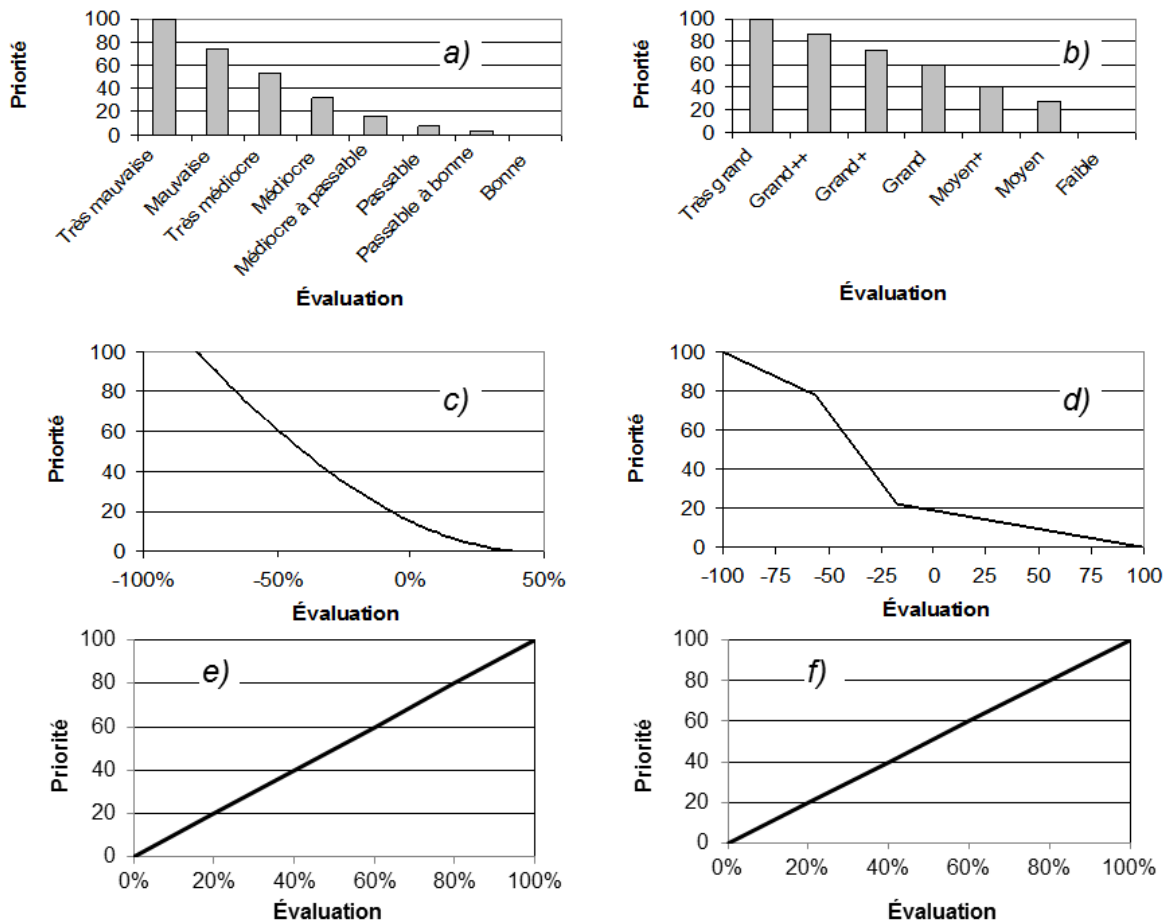 Priorité
100
80
60
40
20
0
a)
Très mauvaise
Mauvaise
Très médiocre
Médiocre
Médiocre à passable
Passable
Passable à bonne
Bonne
Évaluation
Priorité
100
80
60
40
20
0
b)
Très grand
Grand++
Grand+
Grand
Moyen+
Moyen
Faible
Évaluation
Priorité
100
80
60
40
20
0
c)
-100% -50% 0% 50%
Évaluation
Priorité
100
80
60
40
20
0
d)
-100 -75 -50 -25 0 25 50 75 100
Évaluation
Priorité
100
80
60
40
20
0
e)
0% 20% 40% 60% 80% 100%
Évaluation
Priorité
100
80
60
40
20
0
f)
0% 20% 40% 60% 80% 100%
Évaluation